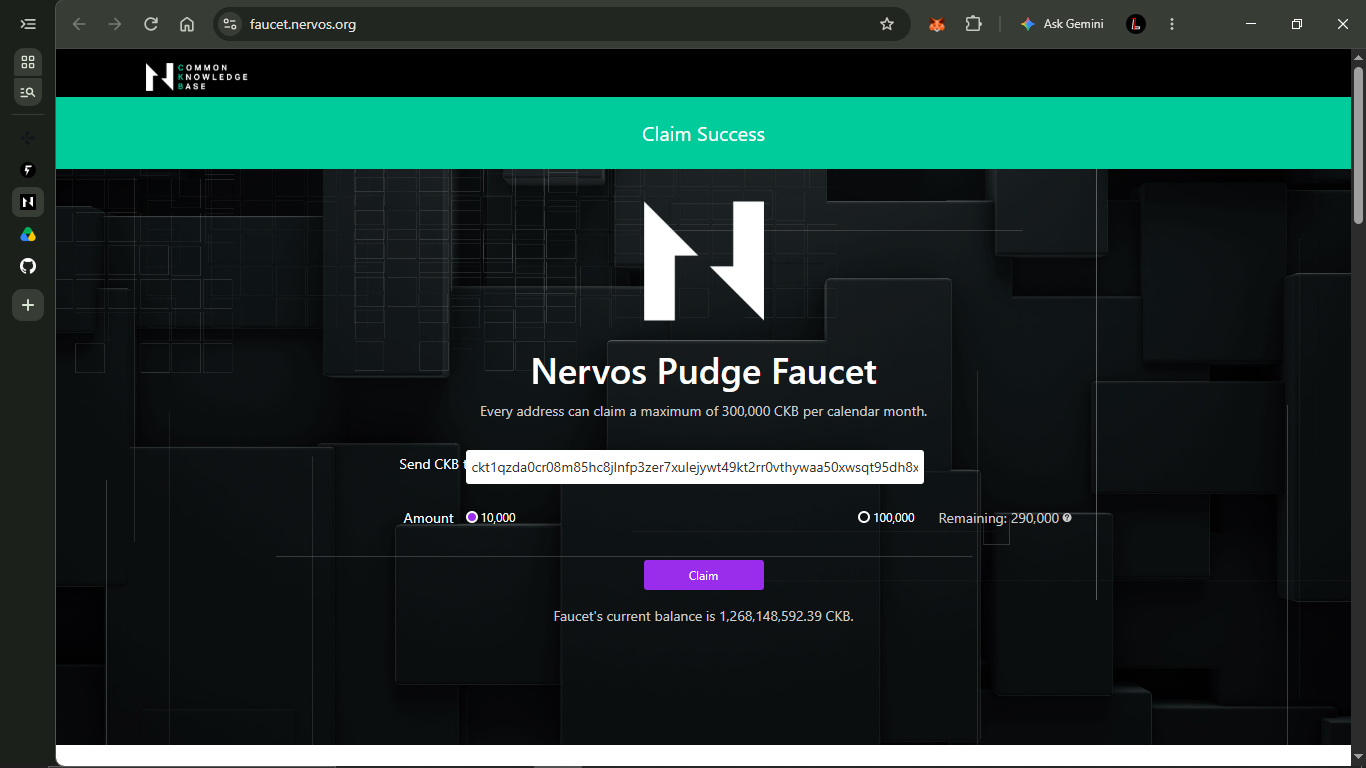 faucet.nervos.org
Ask Gemini
COMMON
KNOWLEDGE
BASE
Claim Success
Nervos Pudge Faucet
Every address can claim a maximum of 300,000 CKB per calendar month.
Send CKB t
ckt1qzda0cr08m85hc8jlnfp3zer7xulejywt49kt2rr0vthywaa50xwsqt95dh8x
Amount 10,000 100,000 Remaining: 290,000
Claim
Faucet's current balance is 1,268,148,592.39 CKB.